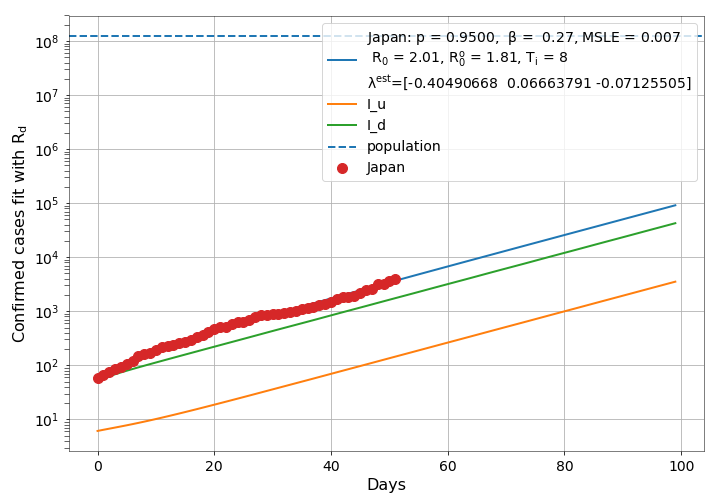 Japan: p = 0.9500,  β =  0.27, MSLE = 0.007
R₀ = 2.01, R₀ᵒ = 1.81, Tᵢ = 8
λᵉˢᵗ=[-0.40490668  0.06663791 -0.07125505]
I_u
I_d
population
Japan
Confirmed cases fit with R_d
10⁸
10⁷
10⁶
10⁵
10⁴
10³
10²
10¹
0 20 40 60 80 100
Days